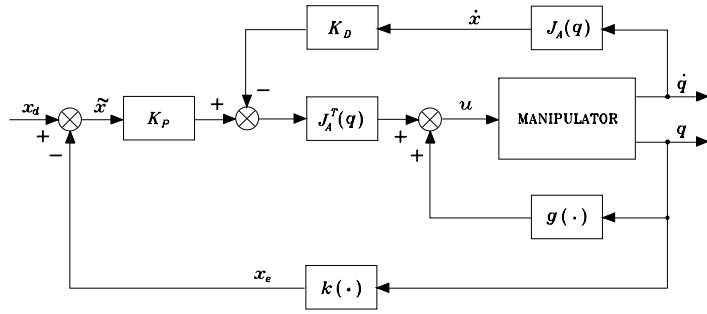 K_D
ẋ
J_A(q)
−
q̇
x_d
x̃
+
K_P
+
J_A^T(q)
+
u
MANIPULATOR
q
−
+
g(·)
x_e
k(·)